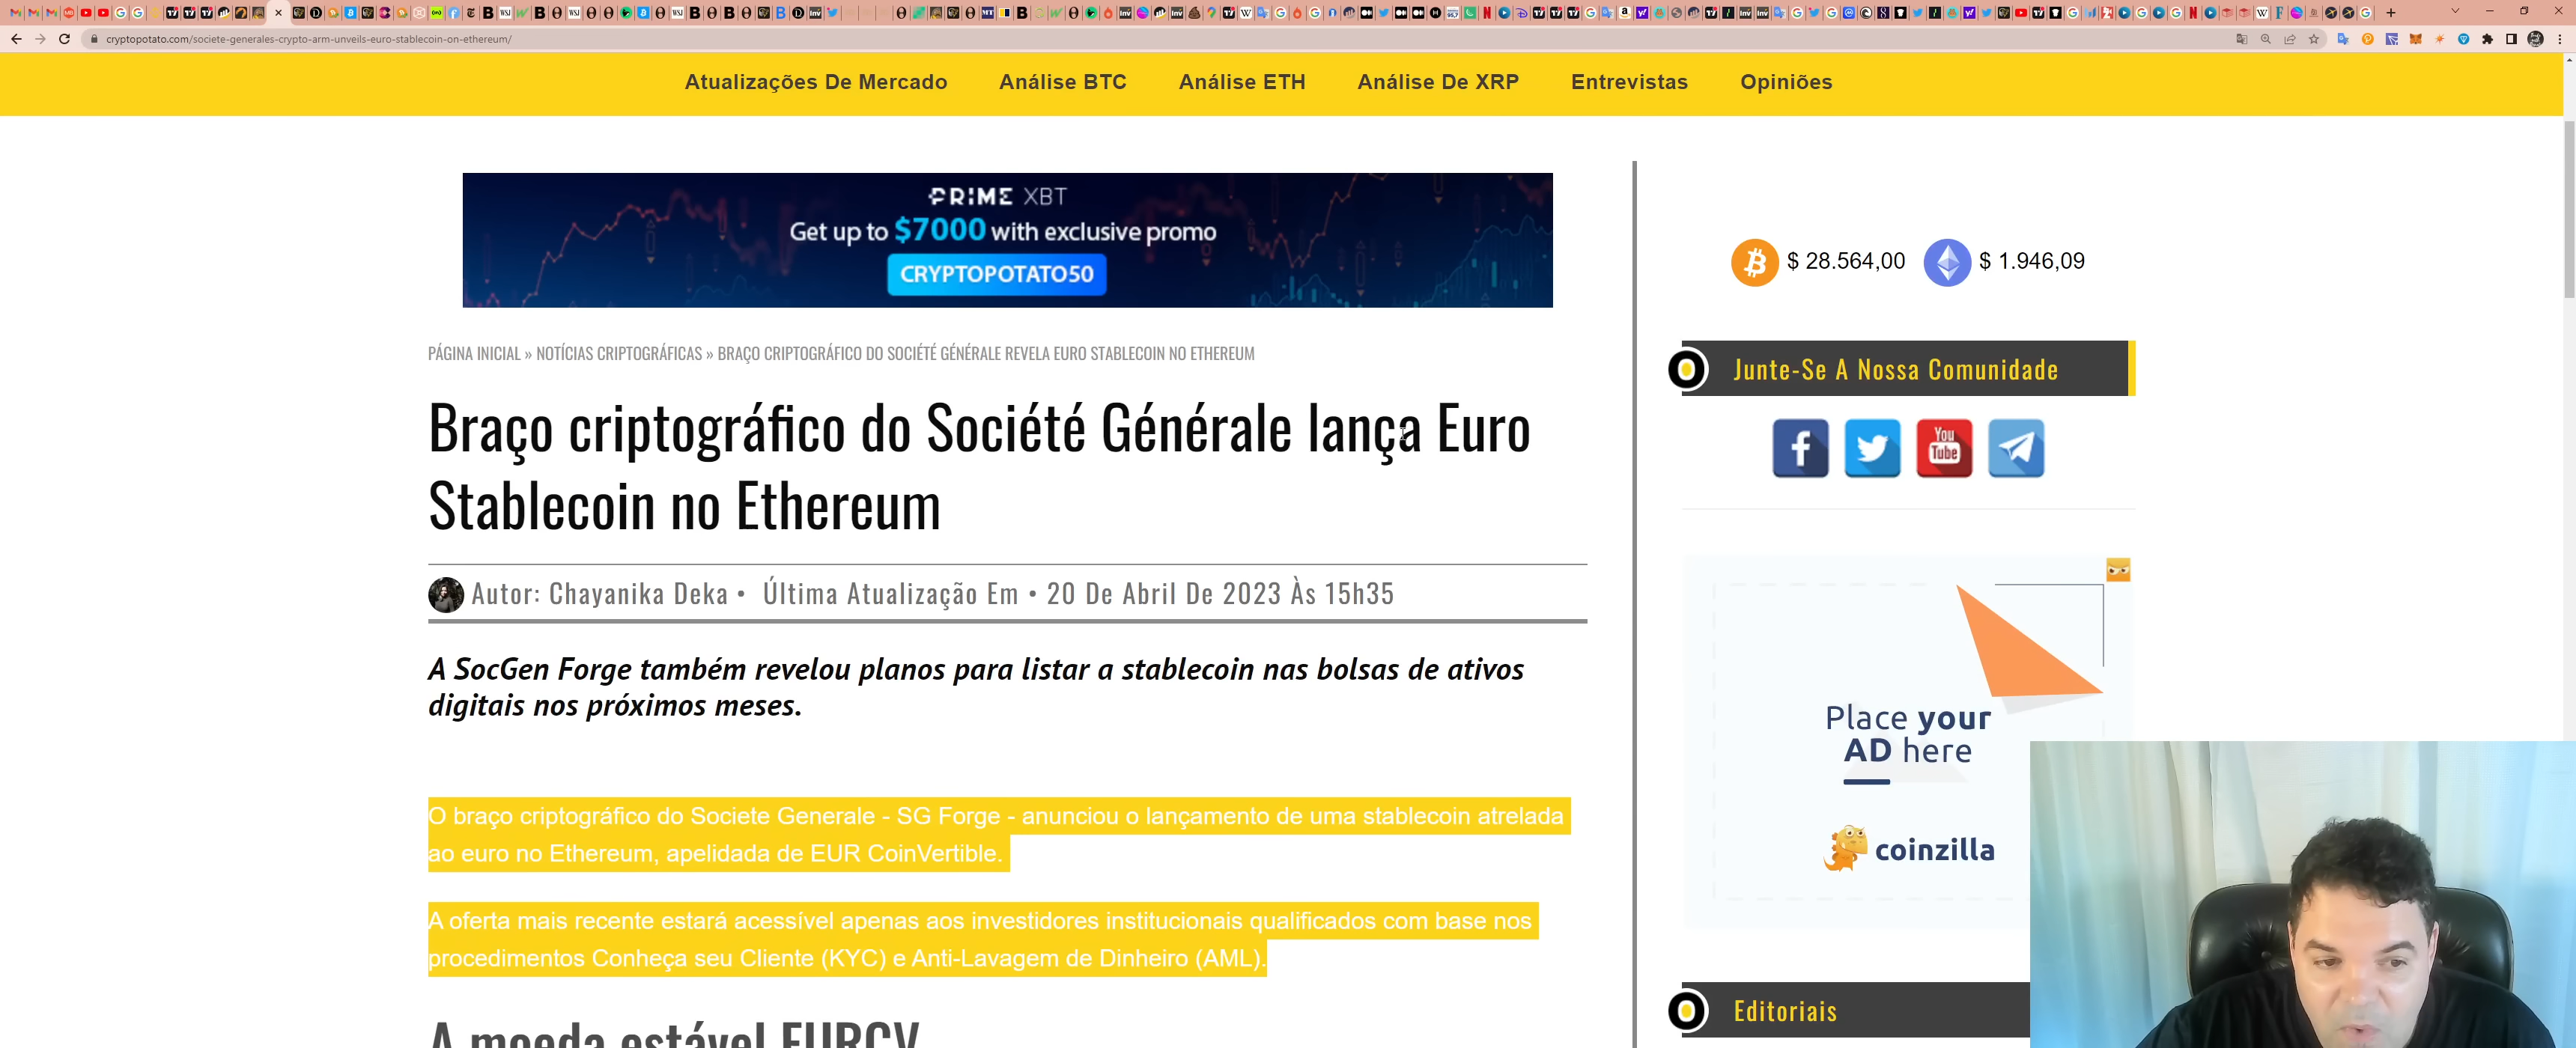 cryptopotato.com/societe-generales-crypto-arm-unveils-euro-stablecoin-on-ethereum/
Atualizações De Mercado
Análise BTC
Análise ETH
Análise De XRP
Entrevistas
Opiniões
PRIME XBT
Get up to $7000 with exclusive promo
CRYPTOPOTATO50
$ 28.564,00
$ 1.946,09
PÁGINA INICIAL » NOTÍCIAS CRIPTOGRÁFICAS » BRAÇO CRIPTOGRÁFICO DO SOCIÉTÉ GÉNÉRALE REVELA EURO STABLECOIN NO ETHEREUM
Braço criptográfico do Société Générale lança Euro
Stablecoin no Ethereum
Autor: Chayanika Deka • Última Atualização Em • 20 De Abril De 2023 Às 15h35
A SocGen Forge também revelou planos para listar a stablecoin nas bolsas de ativos
digitais nos próximos meses.
O braço criptográfico do Societe Generale - SG Forge - anunciou o lançamento de uma stablecoin atrelada
ao euro no Ethereum, apelidada de EUR CoinVertible.
A oferta mais recente estará acessível apenas aos investidores institucionais qualificados com base nos
procedimentos Conheça seu Cliente (KYC) e Anti-Lavagem de Dinheiro (AML).
A moeda estável EURCV
Junte-Se A Nossa Comunidade
You
Tube
Place your
AD here
coinzilla
Editoriais